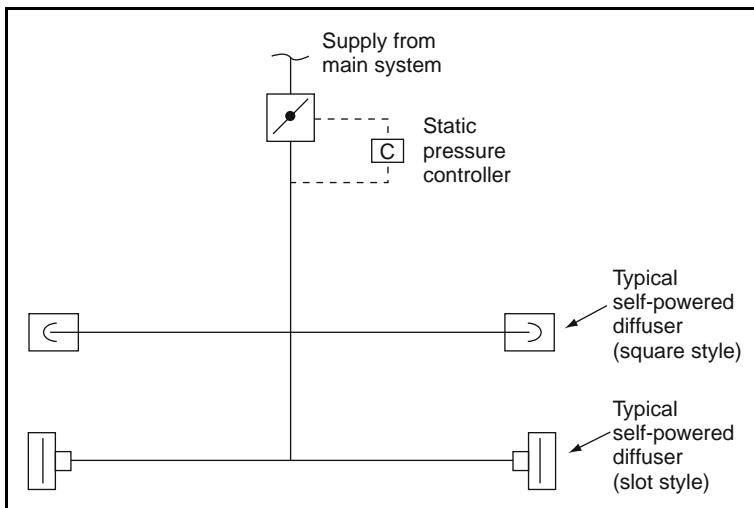 Supply from
main system
Static
pressure
controller
C
Typical
self-powered
diffuser
(square style)
Typical
self-powered
diffuser
(slot style)